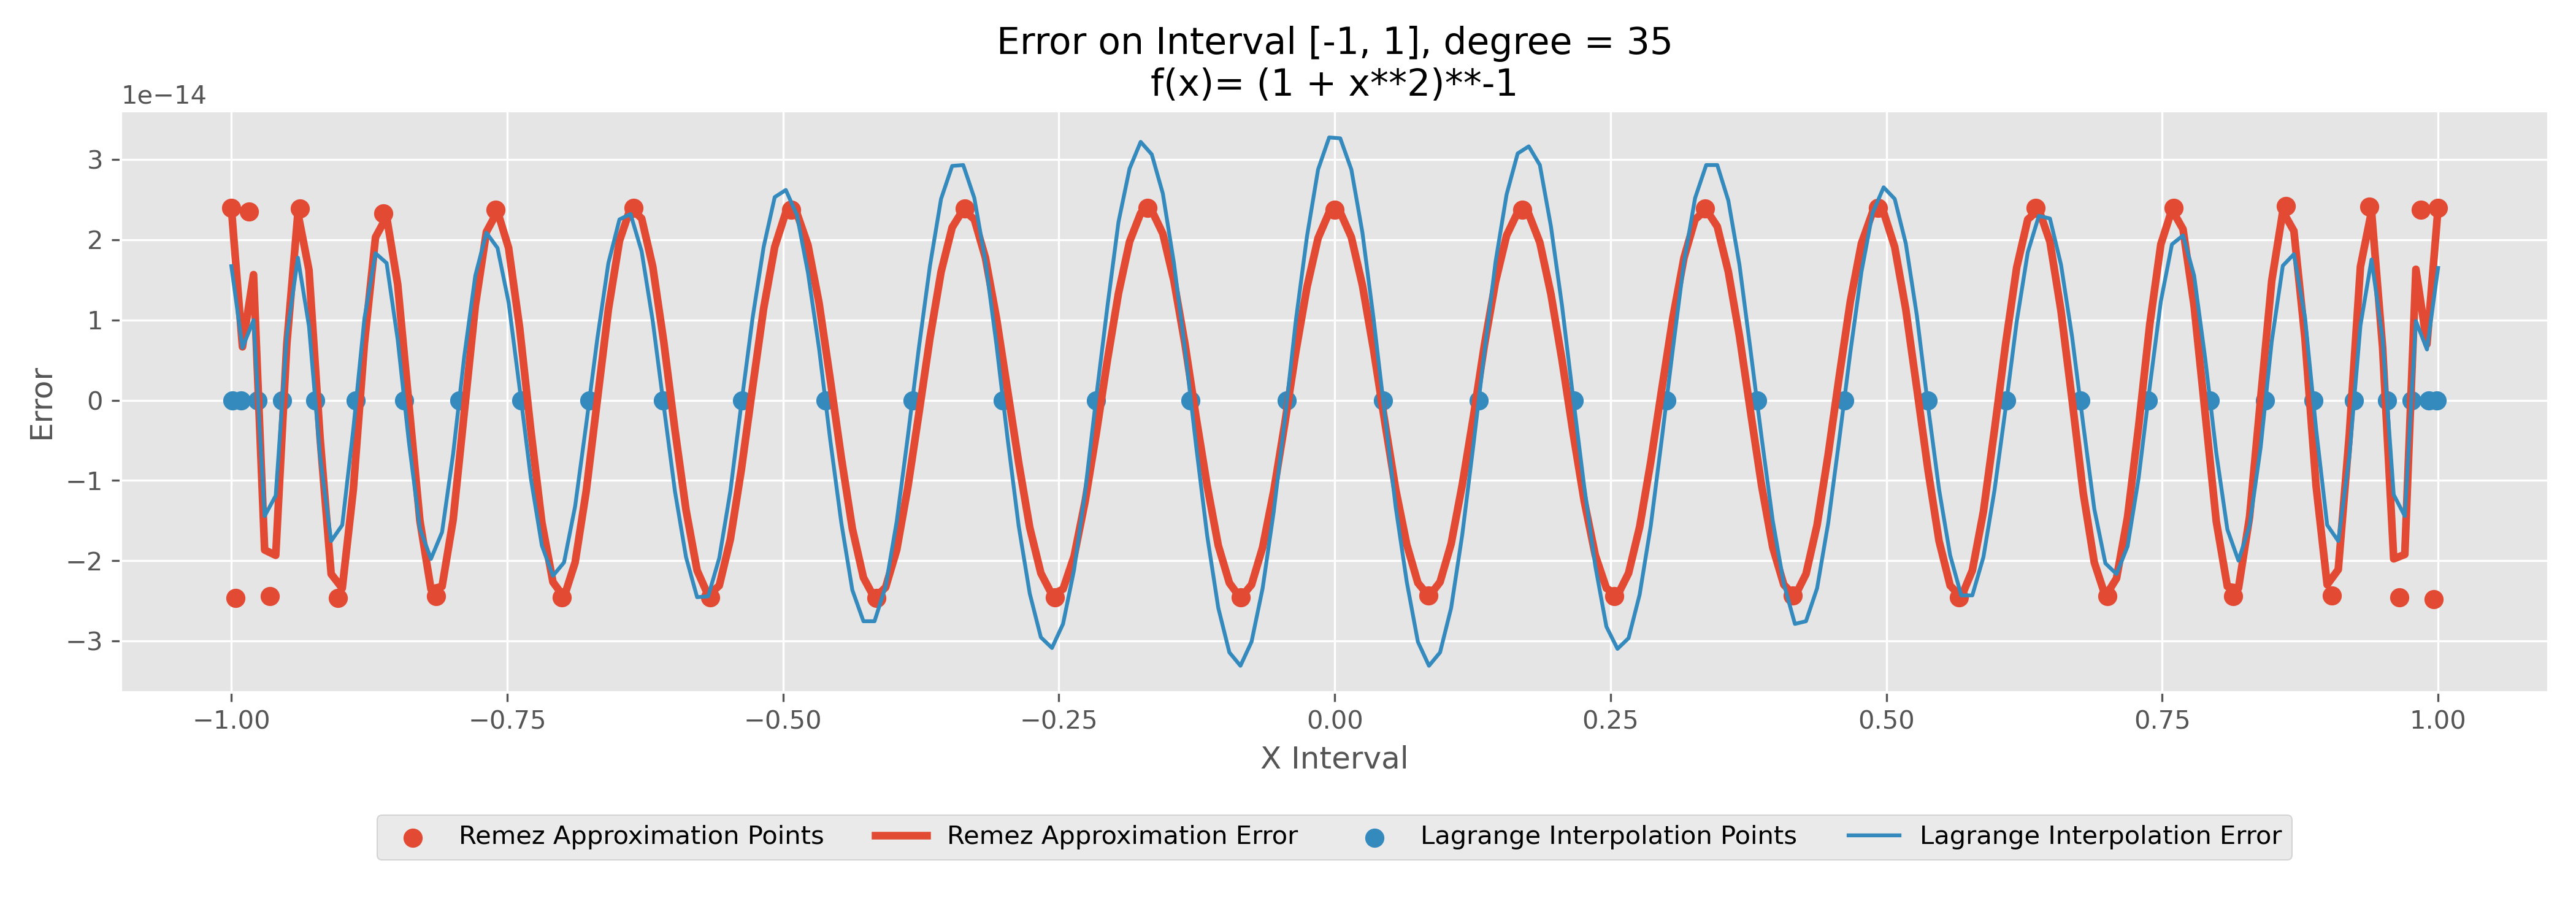 Error on Interval [-1, 1], degree = 35
f(x)= (1 + x**2)**-1
1e−14
3
2
1
0
−1
−2
−3
Error
−1.00 −0.75 −0.50 −0.25 0.00 0.25 0.50 0.75 1.00
X Interval
Remez Approximation Points Remez Approximation Error Lagrange Interpolation Points Lagrange Interpolation Error